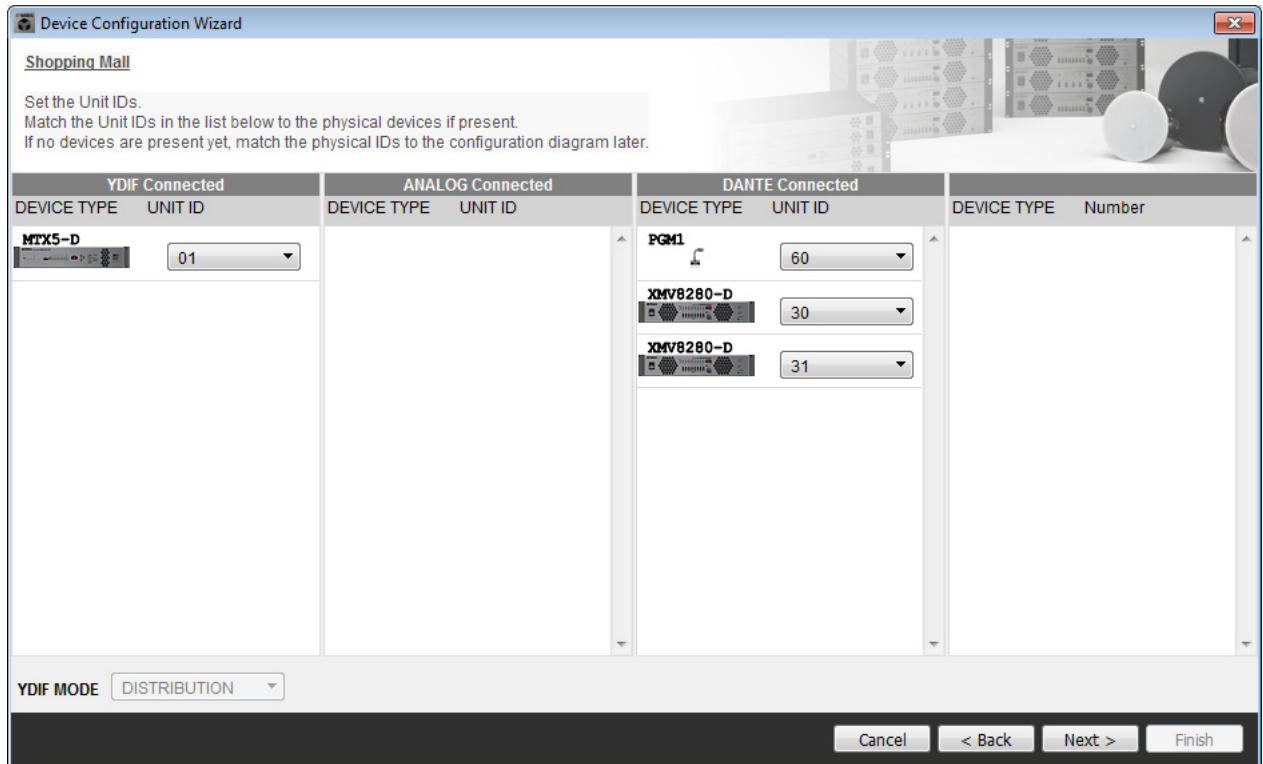 Device Configuration Wizard
Shopping Mall
Set the Unit IDs.
Match the Unit IDs in the list below to the physical devices if present.
If no devices are present yet, match the physical IDs to the configuration diagram later.
YDIF Connected
ANALOG Connected
DANTE Connected
DEVICE TYPE UNIT ID
DEVICE TYPE UNIT ID
DEVICE TYPE UNIT ID
DEVICE TYPE Number
MTX5-D
01
PGM1
60
XMV8280-D
30
XMV8280-D
31
YDIF MODE DISTRIBUTION
Cancel
< Back
Next >
Finish